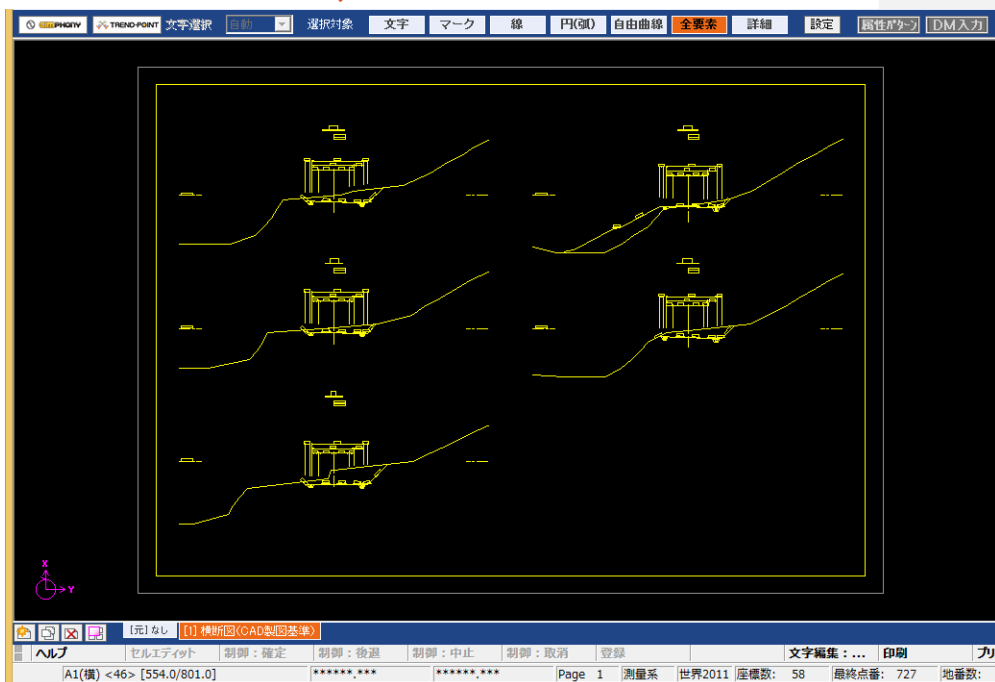 SiMPHONY TREND-POINT 文字選択 自動 選択対象 文字 マーク 線 円(弧) 自由曲線 全要素 詳細 設定 属性パターン DM入力
X
Y
[元]なし [1] 横断図(CAD製図基準)
ヘルプ セルエディット 制御：確定 制御：後退 制御：中止 制御：取消 登録 文字編集：... 印刷 プリ
A1(横) <46> [554.0/801.0] ******.*** ******.*** Page 1 測量系 世界2011 座標数: 58 最終点番: 727 地番数: